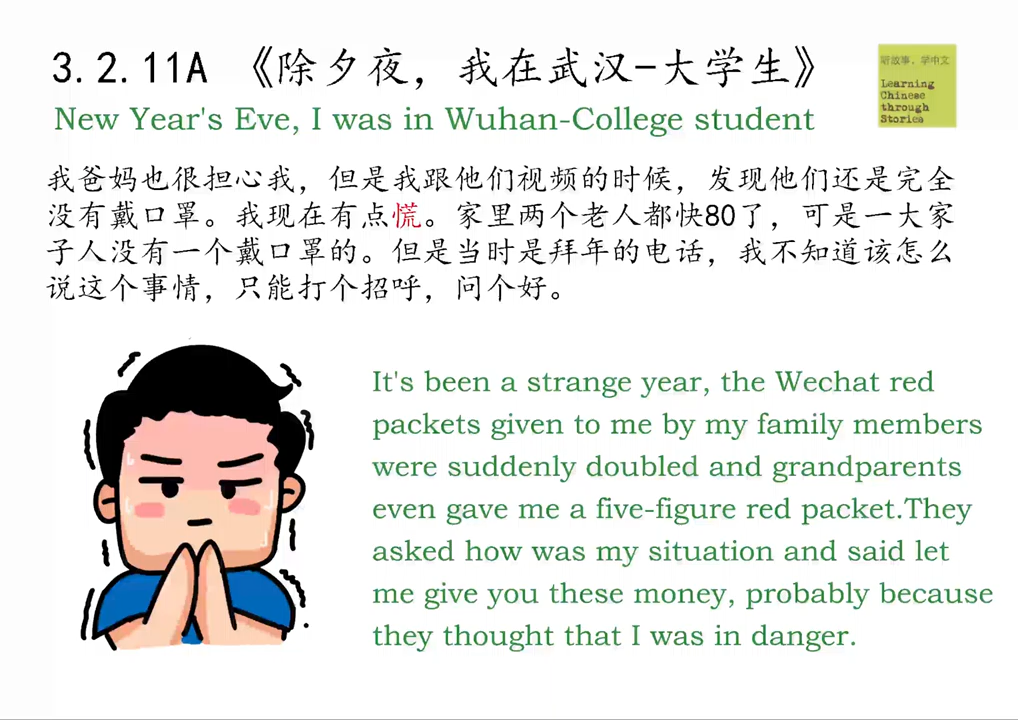 3.2.11A 《除夕夜，我在武汉-大学生》
听故事，学中文
Learning
Chinese
through
Stories
New Year's Eve, I was in Wuhan-College student
我爸妈也很担心我，但是我跟他们视频的时候，发现他们还是完全
没有戴口罩。我现在有点慌。家里两个老人都快80了，可是一大家
子人没有一个戴口罩的。但是当时是拜年的电话，我不知道该怎么
说这个事情，只能打个招呼，问个好。
It's been a strange year, the Wechat red
packets given to me by my family members
were suddenly doubled and grandparents
even gave me a five-figure red packet.They
asked how was my situation and said let
me give you these money, probably because
they thought that I was in danger.